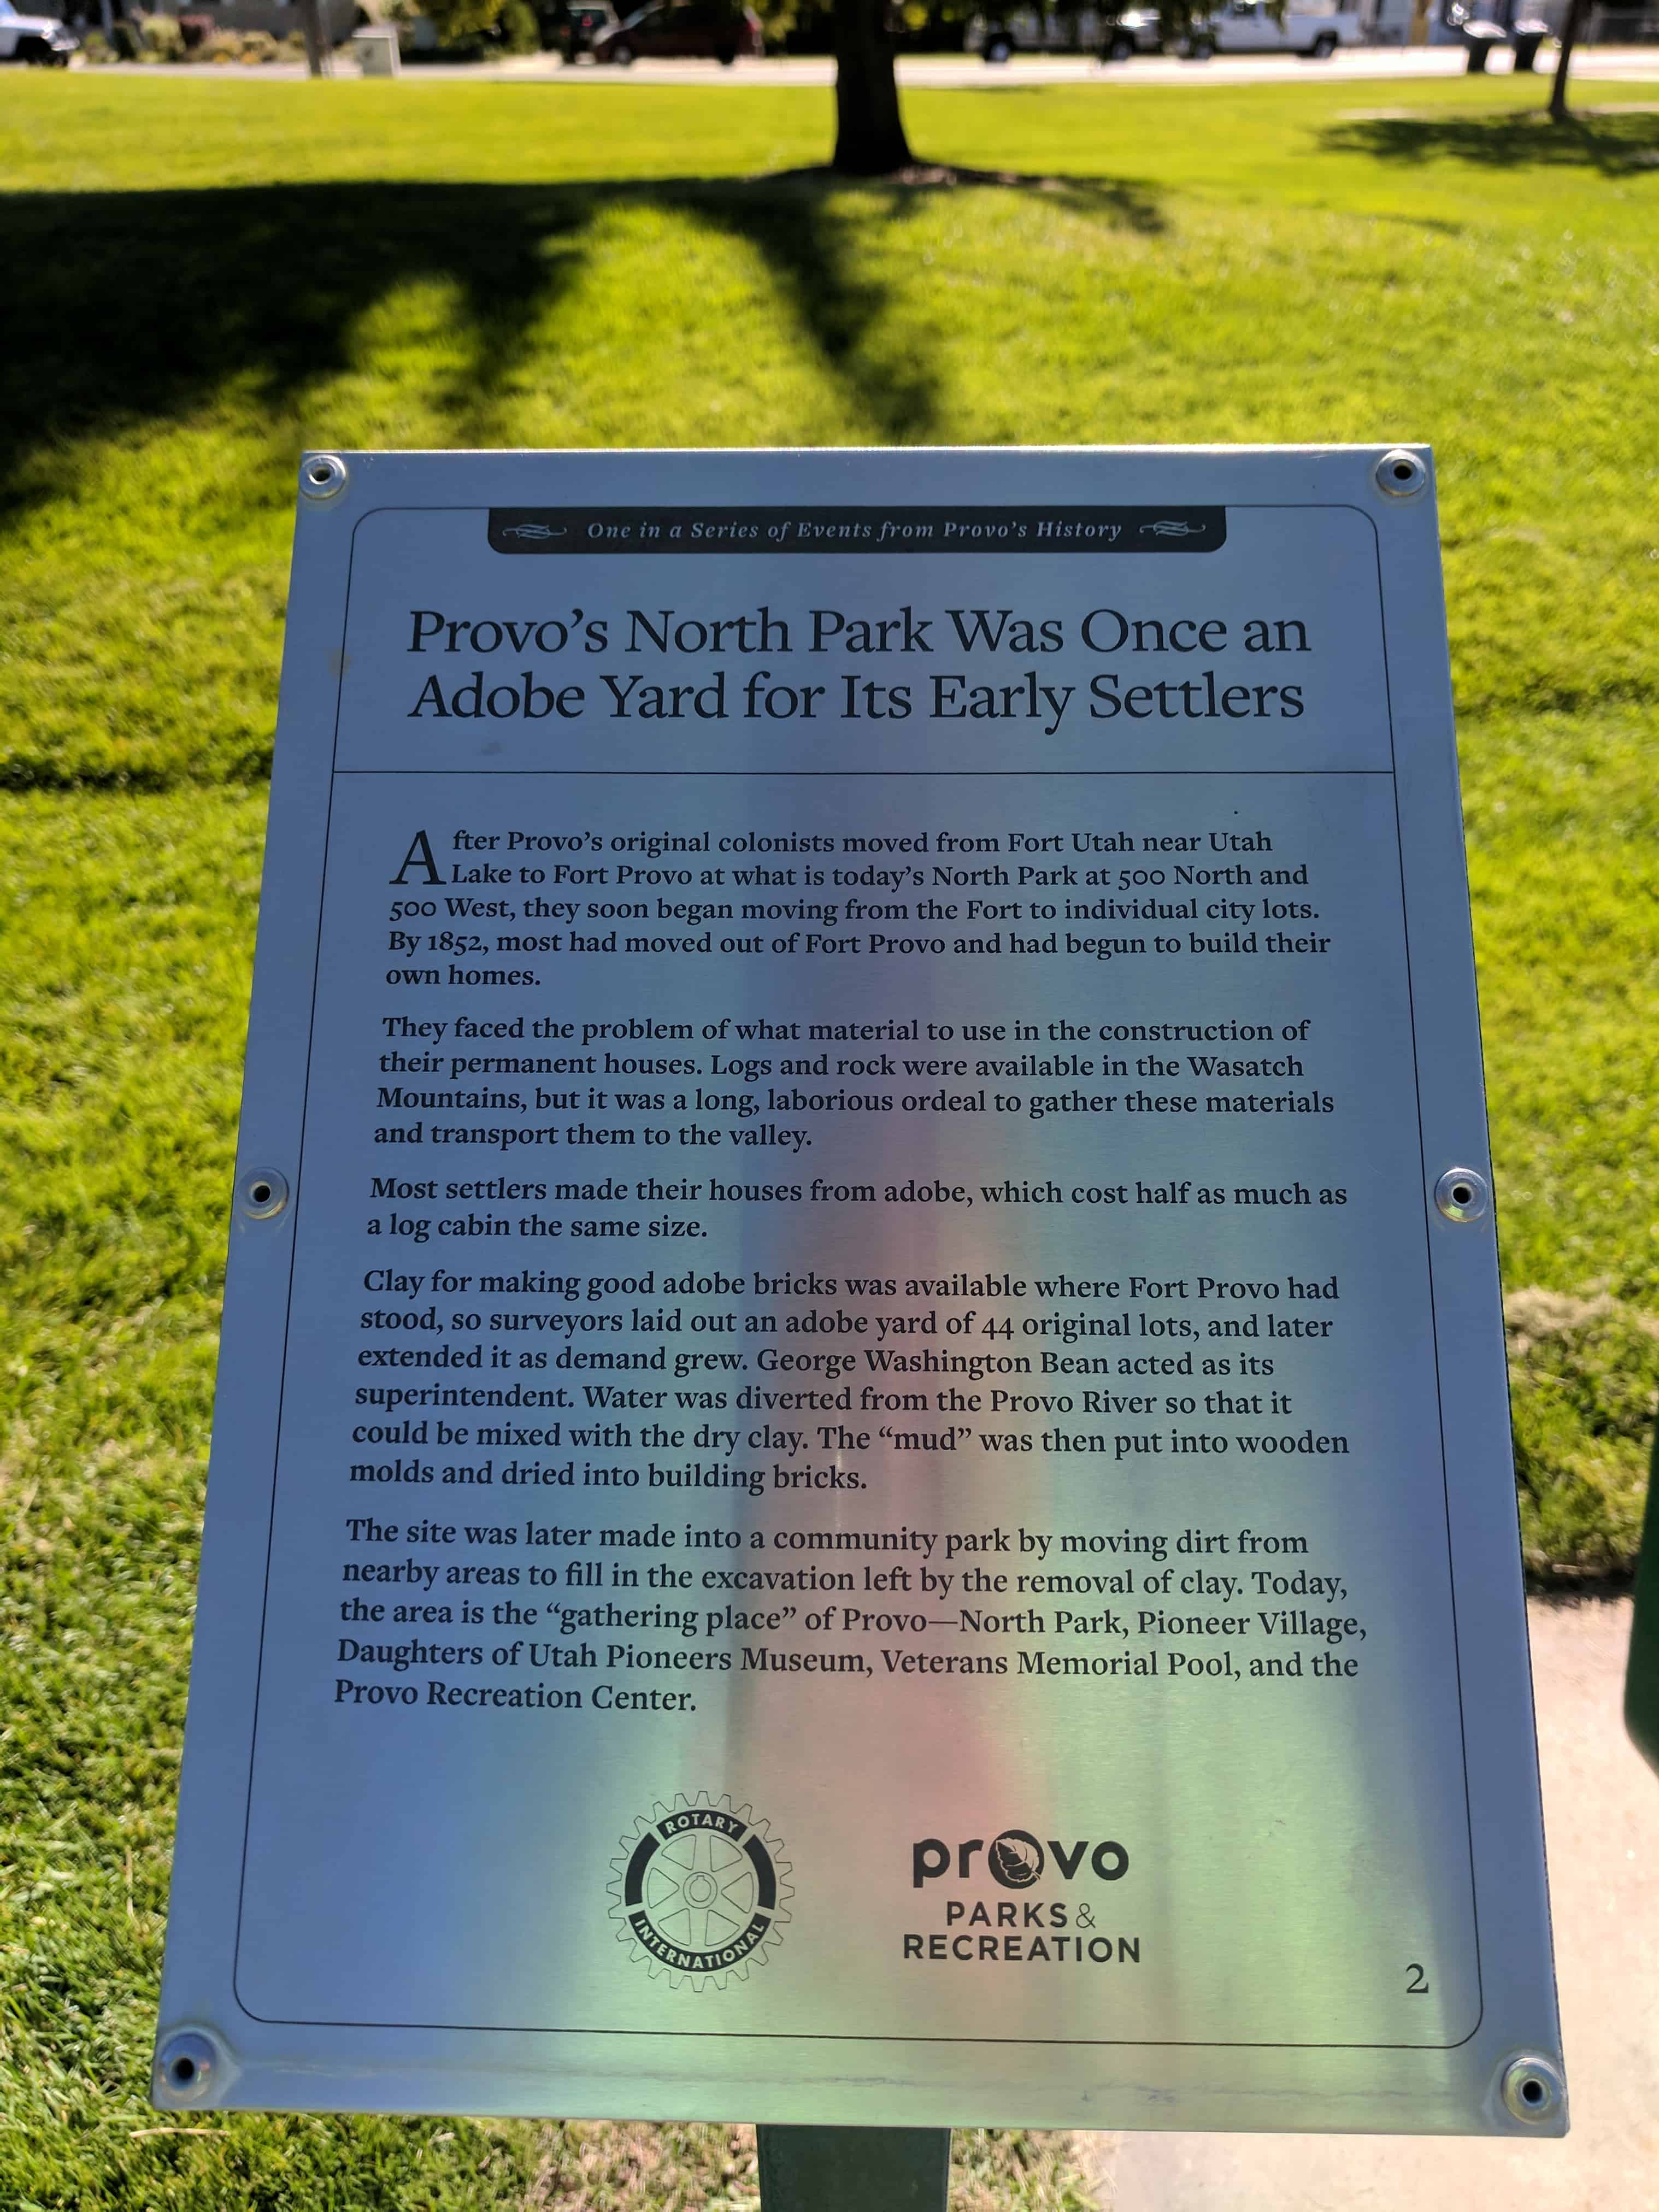 One in a Series of Events from Provo's History
Provo's North Park Was Once an
Adobe Yard for Its Early Settlers
After Provo's original colonists moved from Fort Utah near Utah
Lake to Fort Provo at what is today's North Park at 500 North and
500 West, they soon began moving from the Fort to individual city lots.
By 1852, most had moved out of Fort Provo and had begun to build their
own homes.
They faced the problem of what material to use in the construction of
their permanent houses. Logs and rock were available in the Wasatch
Mountains, but it was a long, laborious ordeal to gather these materials
and transport them to the valley.
Most settlers made their houses from adobe, which cost half as much as
a log cabin the same size.
Clay for making good adobe bricks was available where Fort Provo had
stood, so surveyors laid out an adobe yard of 44 original lots, and later
extended it as demand grew. George Washington Bean acted as its
superintendent. Water was diverted from the Provo River so that it
could be mixed with the dry clay. The “mud” was then put into wooden
molds and dried into building bricks.
The site was later made into a community park by moving dirt from
nearby areas to fill in the excavation left by the removal of clay. Today,
the area is the “gathering place” of Provo—North Park, Pioneer Village,
Daughters of Utah Pioneers Museum, Veterans Memorial Pool, and the
Provo Recreation Center.
ROTARY
INTERNATIONAL
provo
PARKS &
RECREATION
2